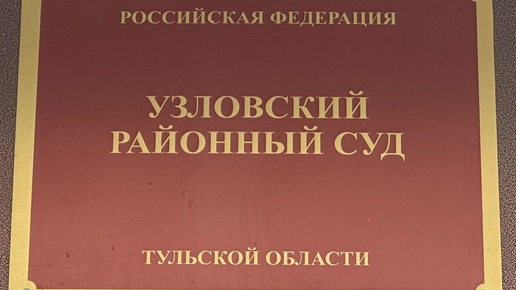 РОССИЙСКАЯ ФЕДЕРАЦИЯ
УЗЛОВСКИЙ
РАЙОННЫЙ СУД
ТУЛЬСКОЙ ОБЛАСТИ